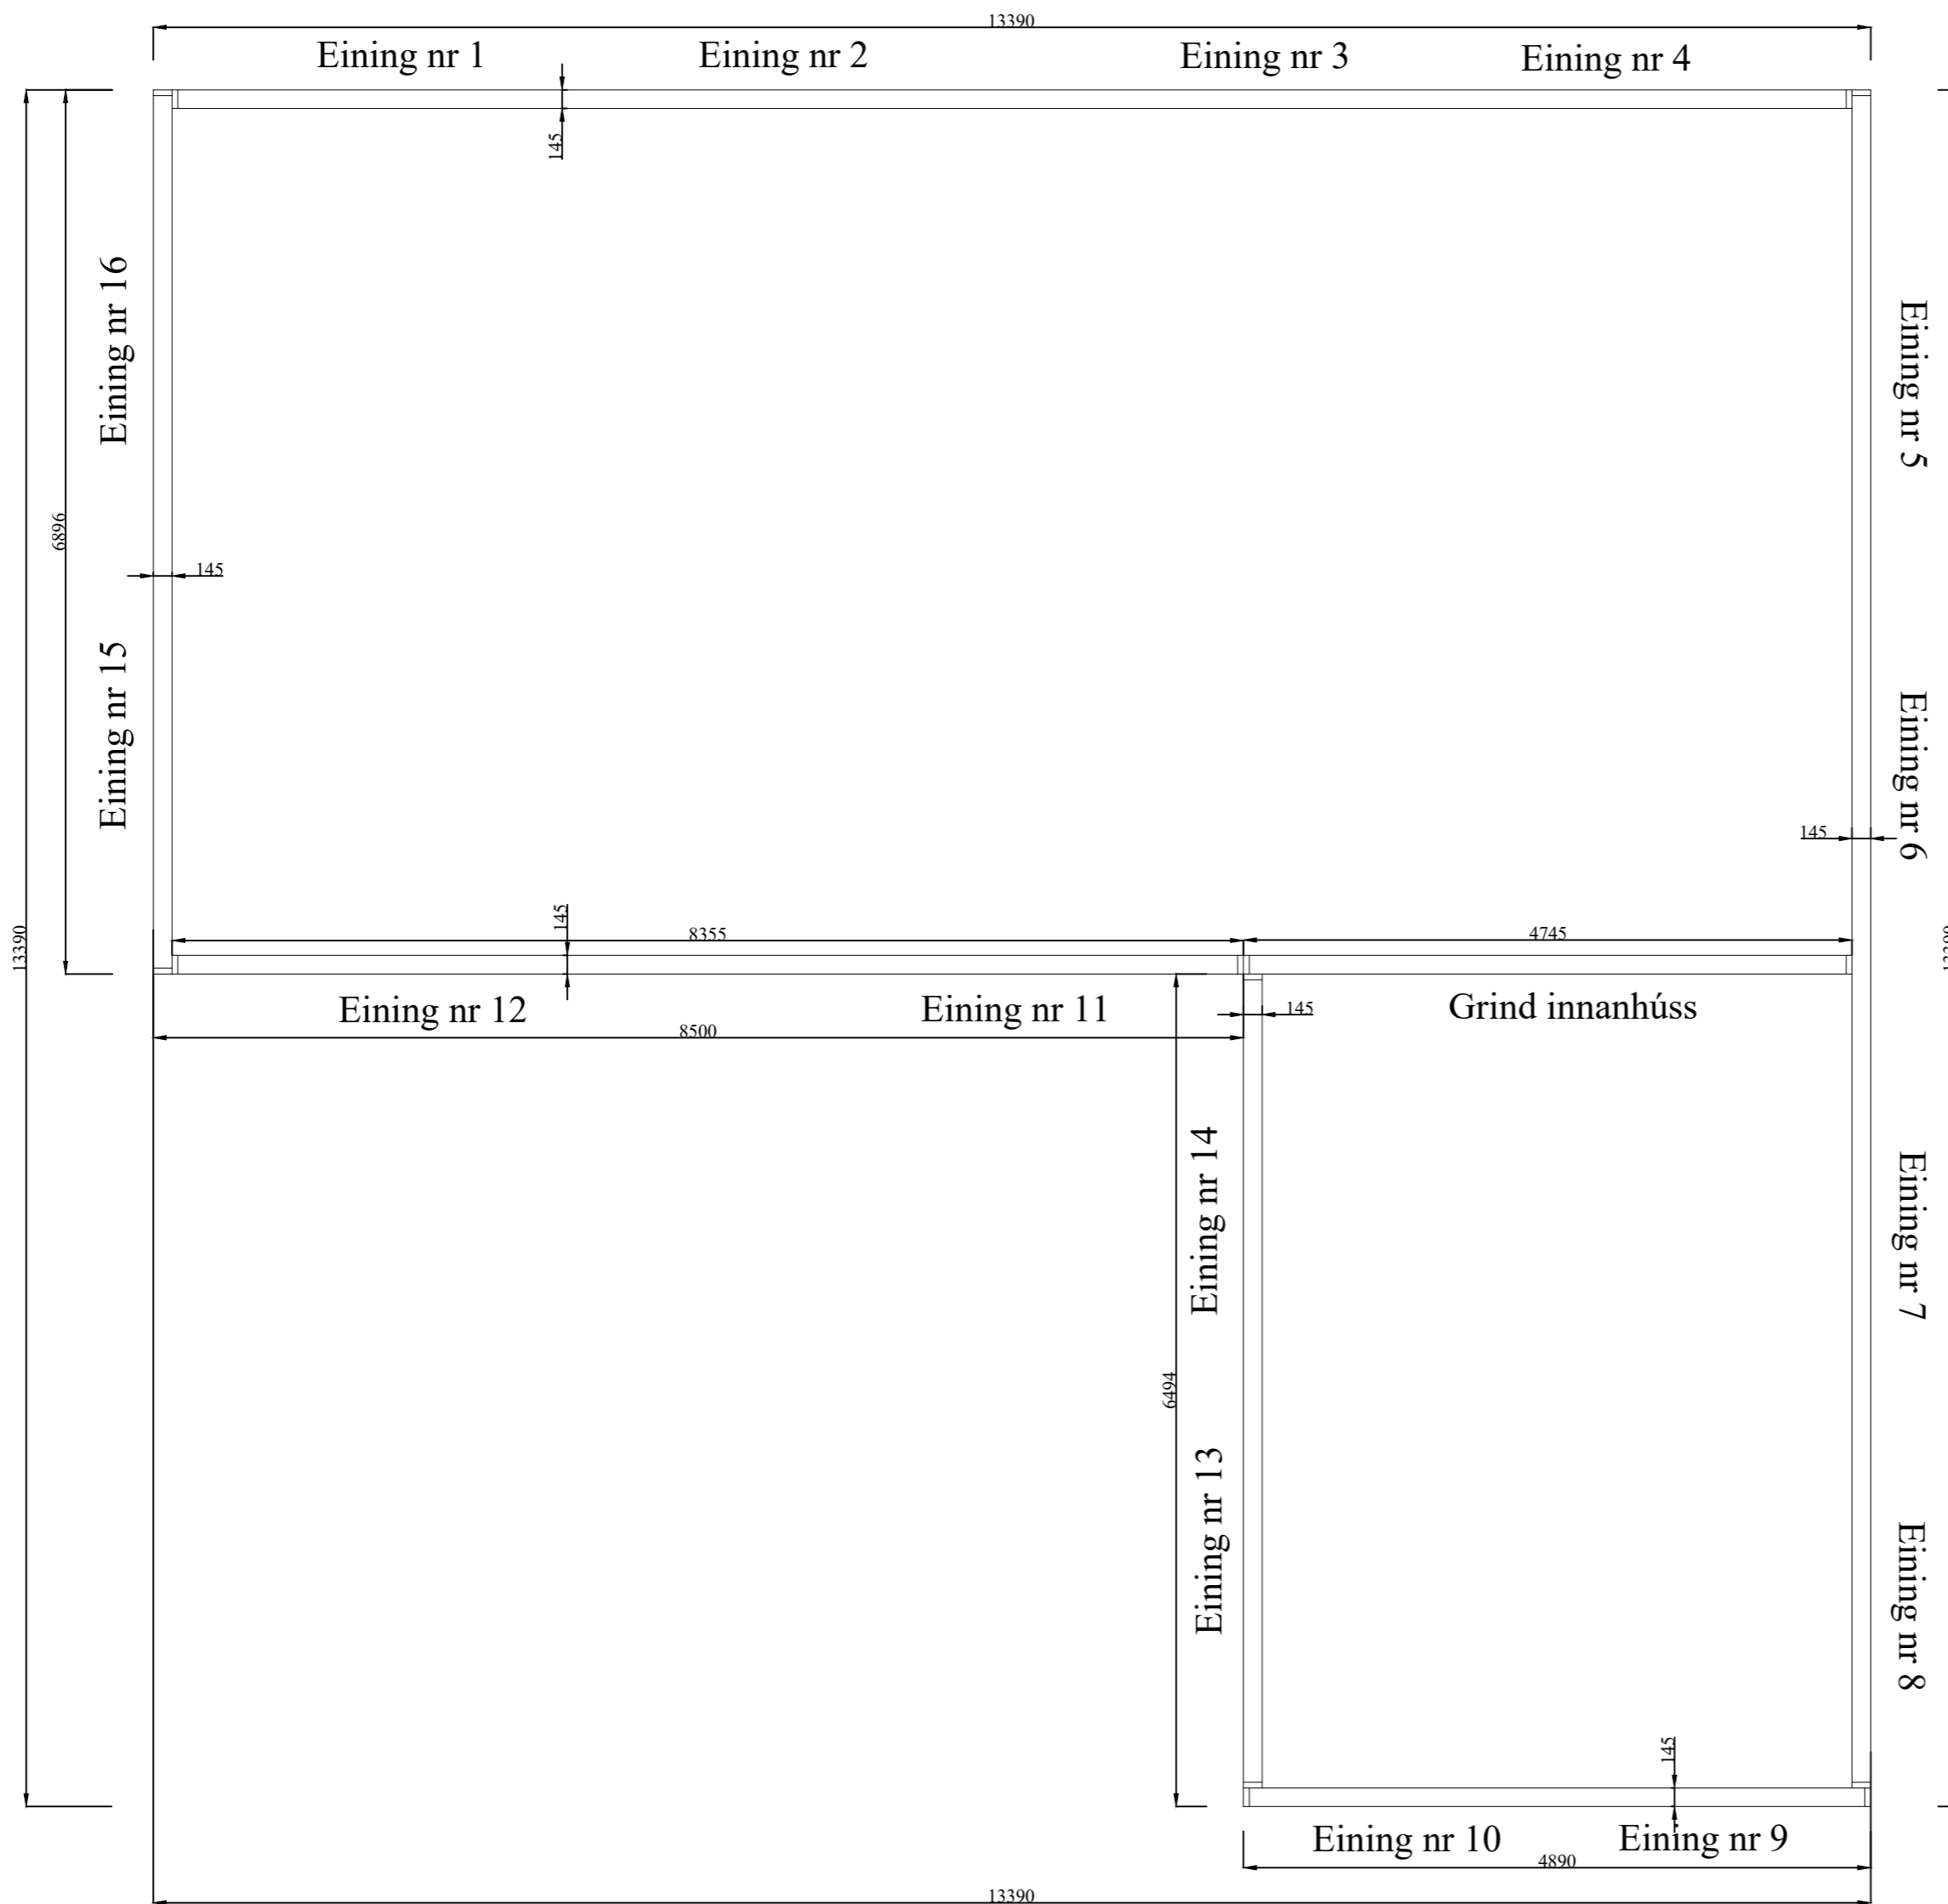 13390
Eining nr 1
Eining nr 2
Eining nr 3
Eining nr 4
145
Eining nr 16
Eining nr 5
6896
145
Eining nr 15
Eining nr 6
145
13390
145
8355
4745
Eining nr 12
Eining nr 11
145
Grind innanhúss
8500
Eining nr 14
Eining nr 7
6494
Eining nr 13
Eining nr 8
145
Eining nr 10
Eining nr 9
4890
13390